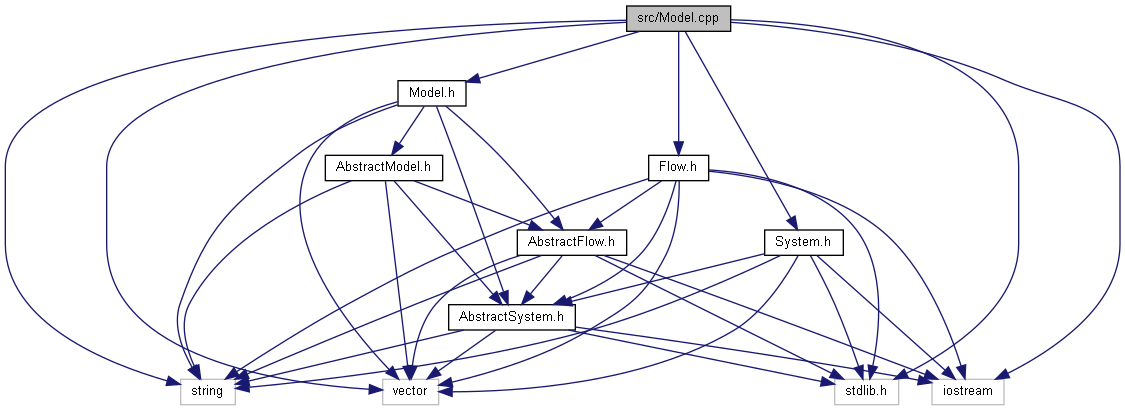 src/Model.cpp
Model.h
AbstractModel.h
Flow.h
AbstractFlow.h
System.h
AbstractSystem.h
string
vector
stdlib.h
iostream